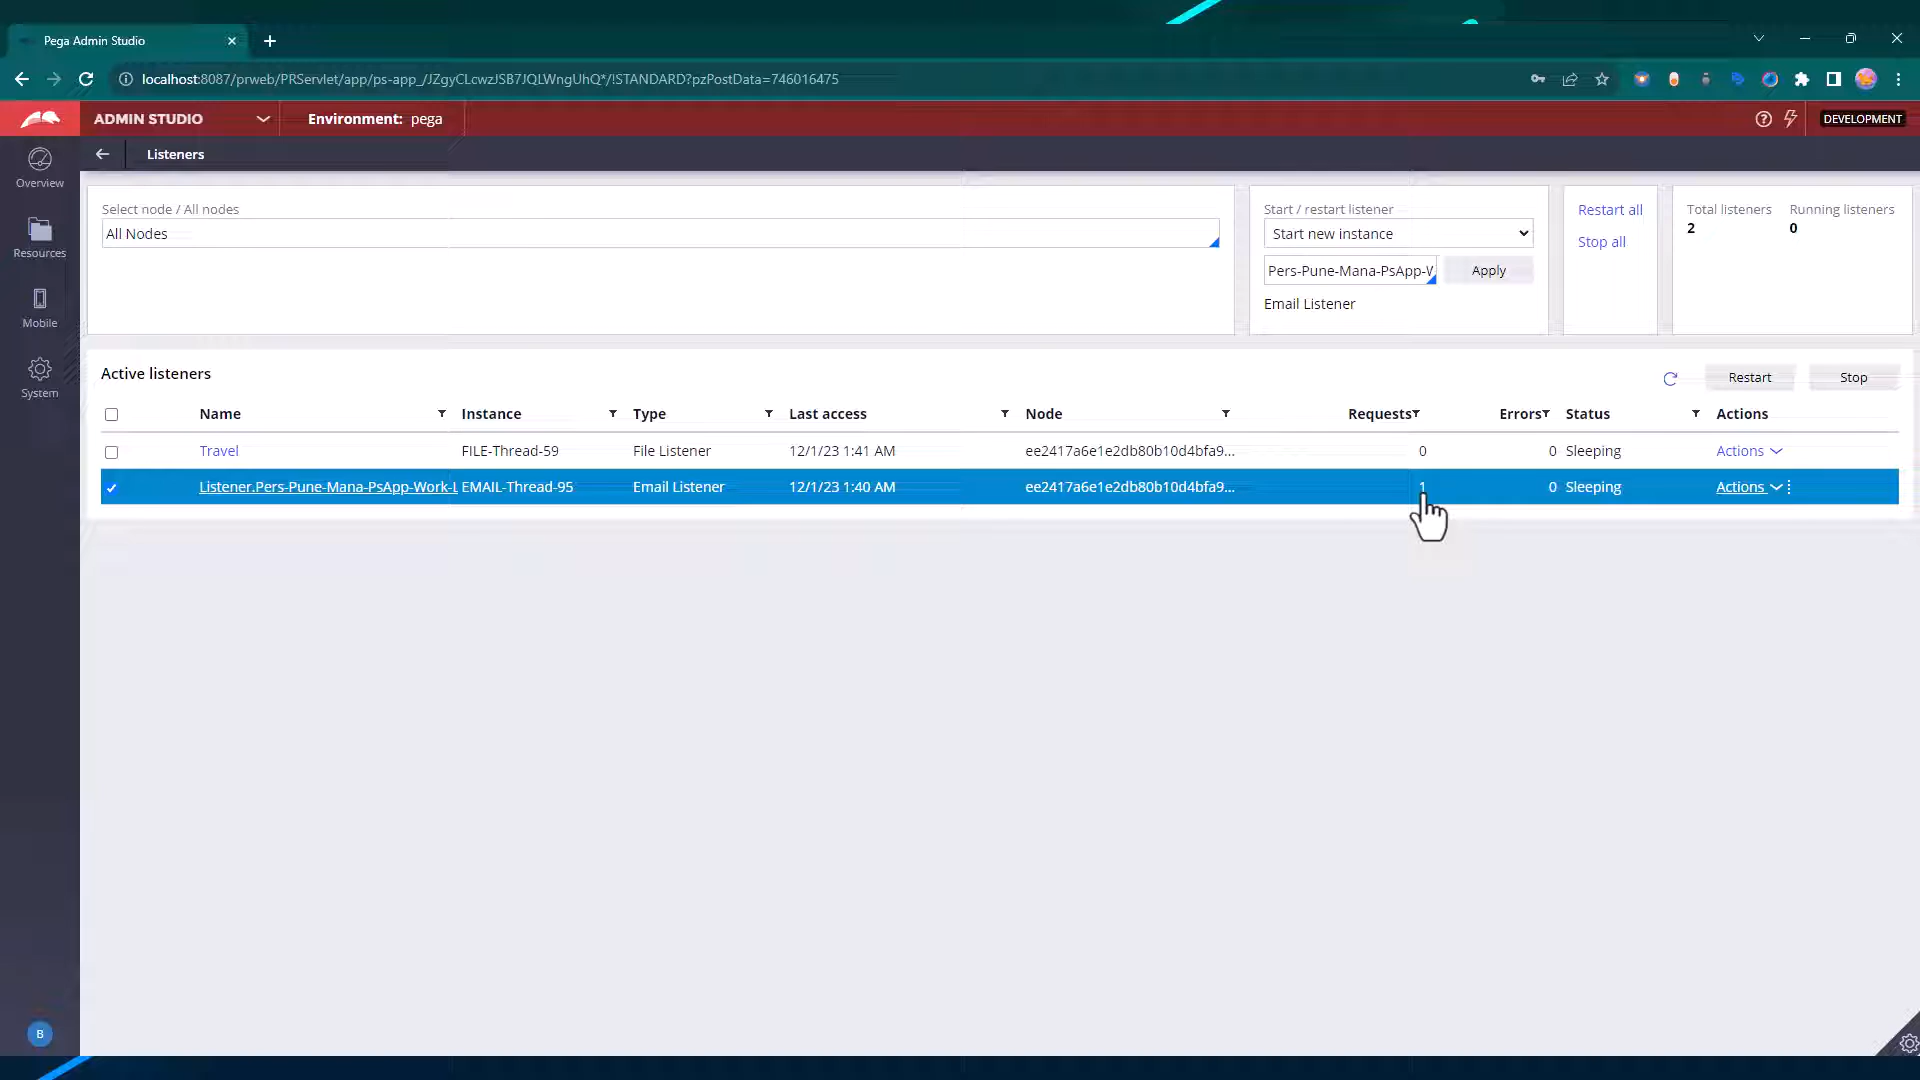 Pega Admin Studio
localhost:8087/prweb/PRServlet/app/ps-app_/JZgyCLcwzJSB7JQLWngUhQ*/!STANDARD?pzPostData=746016475
ADMIN STUDIO
Environment: pega
DEVELOPMENT
Listeners
Overview
Resources
Mobile
System
B
Select node / All nodes
All Nodes
Start / restart listener
Start new instance
Pers-Pune-Mana-PsApp-W
Apply
Email Listener
Restart all
Stop all
Total listeners
2
Running listeners
0
Active listeners
Restart
Stop
Name Instance Type Last access Node Requests Errors Status Actions
Travel FILE-Thread-59 File Listener 12/1/23 1:41 AM ee2417a6e1e2db80b10d4bfa9... 0 0 Sleeping Actions
Listener.Pers-Pune-Mana-PsApp-Work-L EMAIL-Thread-95 Email Listener 12/1/23 1:40 AM ee2417a6e1e2db80b10d4bfa9... 1 0 Sleeping Actions